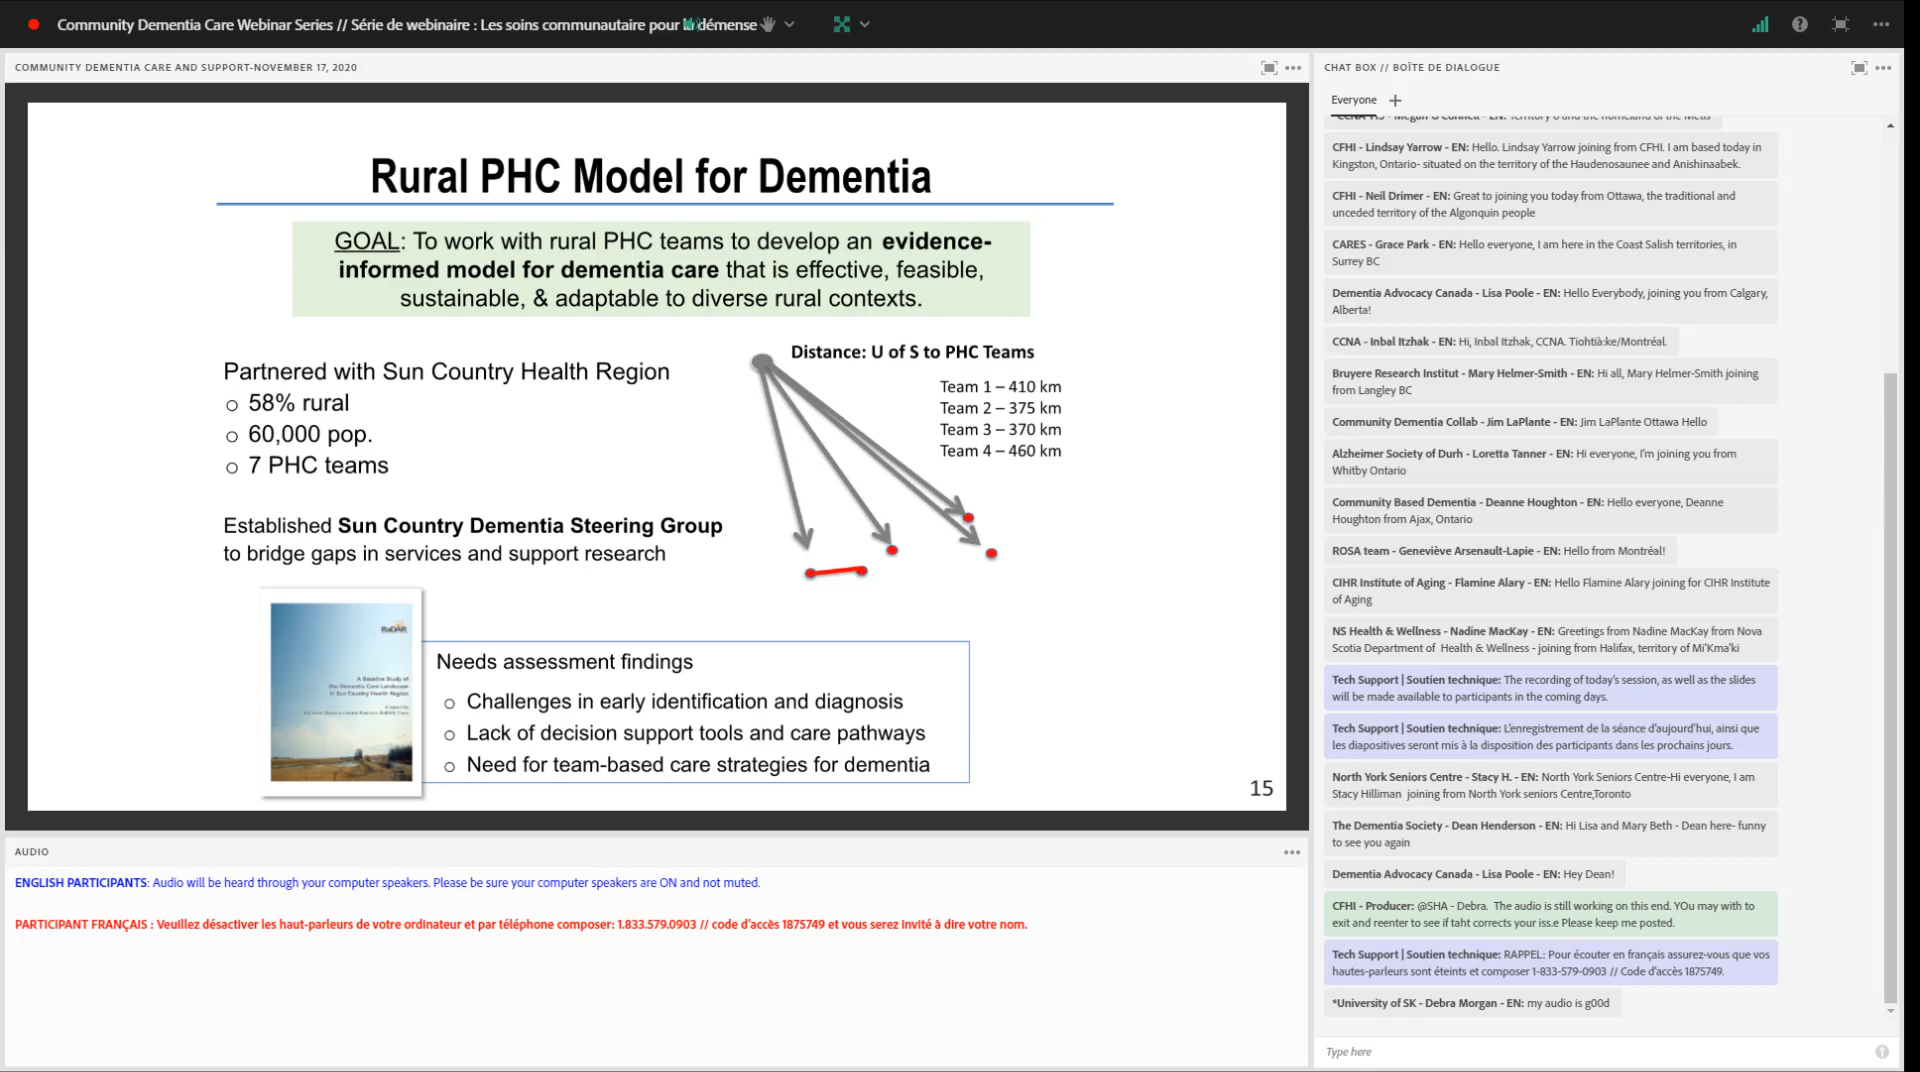 Community Dementia Care Webinar Series // Série de webinaire : Les soins communautaire pour la démense
COMMUNITY DEMENTIA CARE AND SUPPORT-NOVEMBER 17, 2020
Rural PHC Model for Dementia
GOAL: To work with rural PHC teams to develop an evidence-
informed model for dementia care that is effective, feasible,
sustainable, & adaptable to diverse rural contexts.
Partnered with Sun Country Health Region
58% rural
60,000 pop.
7 PHC teams
Established Sun Country Dementia Steering Group
to bridge gaps in services and support research
Distance: U of S to PHC Teams
Team 1 – 410 km
Team 2 – 375 km
Team 3 – 370 km
Team 4 – 460 km
RaDAR
A Baseline Study of
the Dementia Care Landscape
in Sun Country Health Region
Needs assessment findings
Challenges in early identification and diagnosis
Lack of decision support tools and care pathways
Need for team-based care strategies for dementia
15
AUDIO
ENGLISH PARTICIPANTS: Audio will be heard through your computer speakers. Please be sure your computer speakers are ON and not muted.
PARTICIPANT FRANÇAIS : Veuillez désactiver les haut-parleurs de votre ordinateur et par téléphone composer: 1.833.579.0903 // code d'accès 1875749 et vous serez invité à dire votre nom.
CHAT BOX // BOÎTE DE DIALOGUE
Everyone
Megan O'Connell - EN: Territory 6 and the homeland of the Metis
CFHI - Lindsay Yarrow - EN: Hello. Lindsay Yarrow joining from CFHI. I am based today in
Kingston, Ontario- situated on the territory of the Haudenosaunee and Anishinaabek.
CFHI - Neil Drimer - EN: Great to joining you today from Ottawa, the traditional and
unceded territory of the Algonquin people
CARES - Grace Park - EN: Hello everyone, I am here in the Coast Salish territories, in
Surrey BC
Dementia Advocacy Canada - Lisa Poole - EN: Hello Everybody, joining you from Calgary,
Alberta!
CCNA - Inbal Itzhak - EN: Hi, Inbal Itzhak, CCNA. Tiohtià:ke/Montréal.
Bruyere Research Institut - Mary Helmer-Smith - EN: Hi all, Mary Helmer-Smith joining
from Langley BC
Community Dementia Collab - Jim LaPlante - EN: Jim LaPlante Ottawa Hello
Alzheimer Society of Durh - Loretta Tanner - EN: Hi everyone, I'm joining you from
Whitby Ontario
Community Based Dementia - Deanne Houghton - EN: Hello everyone, Deanne
Houghton from Ajax, Ontario
ROSA team - Geneviève Arsenault-Lapie - EN: Hello from Montréal!
CIHR Institute of Aging - Flamine Alary - EN: Hello Flamine Alary joining for CIHR Institute
of Aging
NS Health & Wellness - Nadine MacKay - EN: Greetings from Nadine MacKay from Nova
Scotia Department of Health & Wellness - joining from Halifax, territory of Mi'Kma'ki
Tech Support | Soutien technique: The recording of today's session, as well as the slides
will be made available to participants in the coming days.
Tech Support | Soutien technique: L'enregistrement de la séance d'aujourd'hui, ainsi que
les diapositives seront mis à la disposition des participants dans les prochains jours.
North York Seniors Centre - Stacy H. - EN: North York Seniors Centre-Hi everyone, I am
Stacy Hilliman joining from North York seniors Centre,Toronto
The Dementia Society - Dean Henderson - EN: Hi Lisa and Mary Beth - Dean here- funny
to see you again
Dementia Advocacy Canada - Lisa Poole - EN: Hey Dean!
CFHI - Producer: @SHA - Debra. The audio is still working on this end. YOu may with to
exit and reenter to see if taht corrects your iss.e Please keep me posted.
Tech Support | Soutien technique: RAPPEL: Pour écouter en français assurez-vous que vos
hautes-parleurs sont éteints et composer 1-833-579-0903 // Code d'accès 1875749.
*University of SK - Debra Morgan - EN: my audio is g00d
Type here